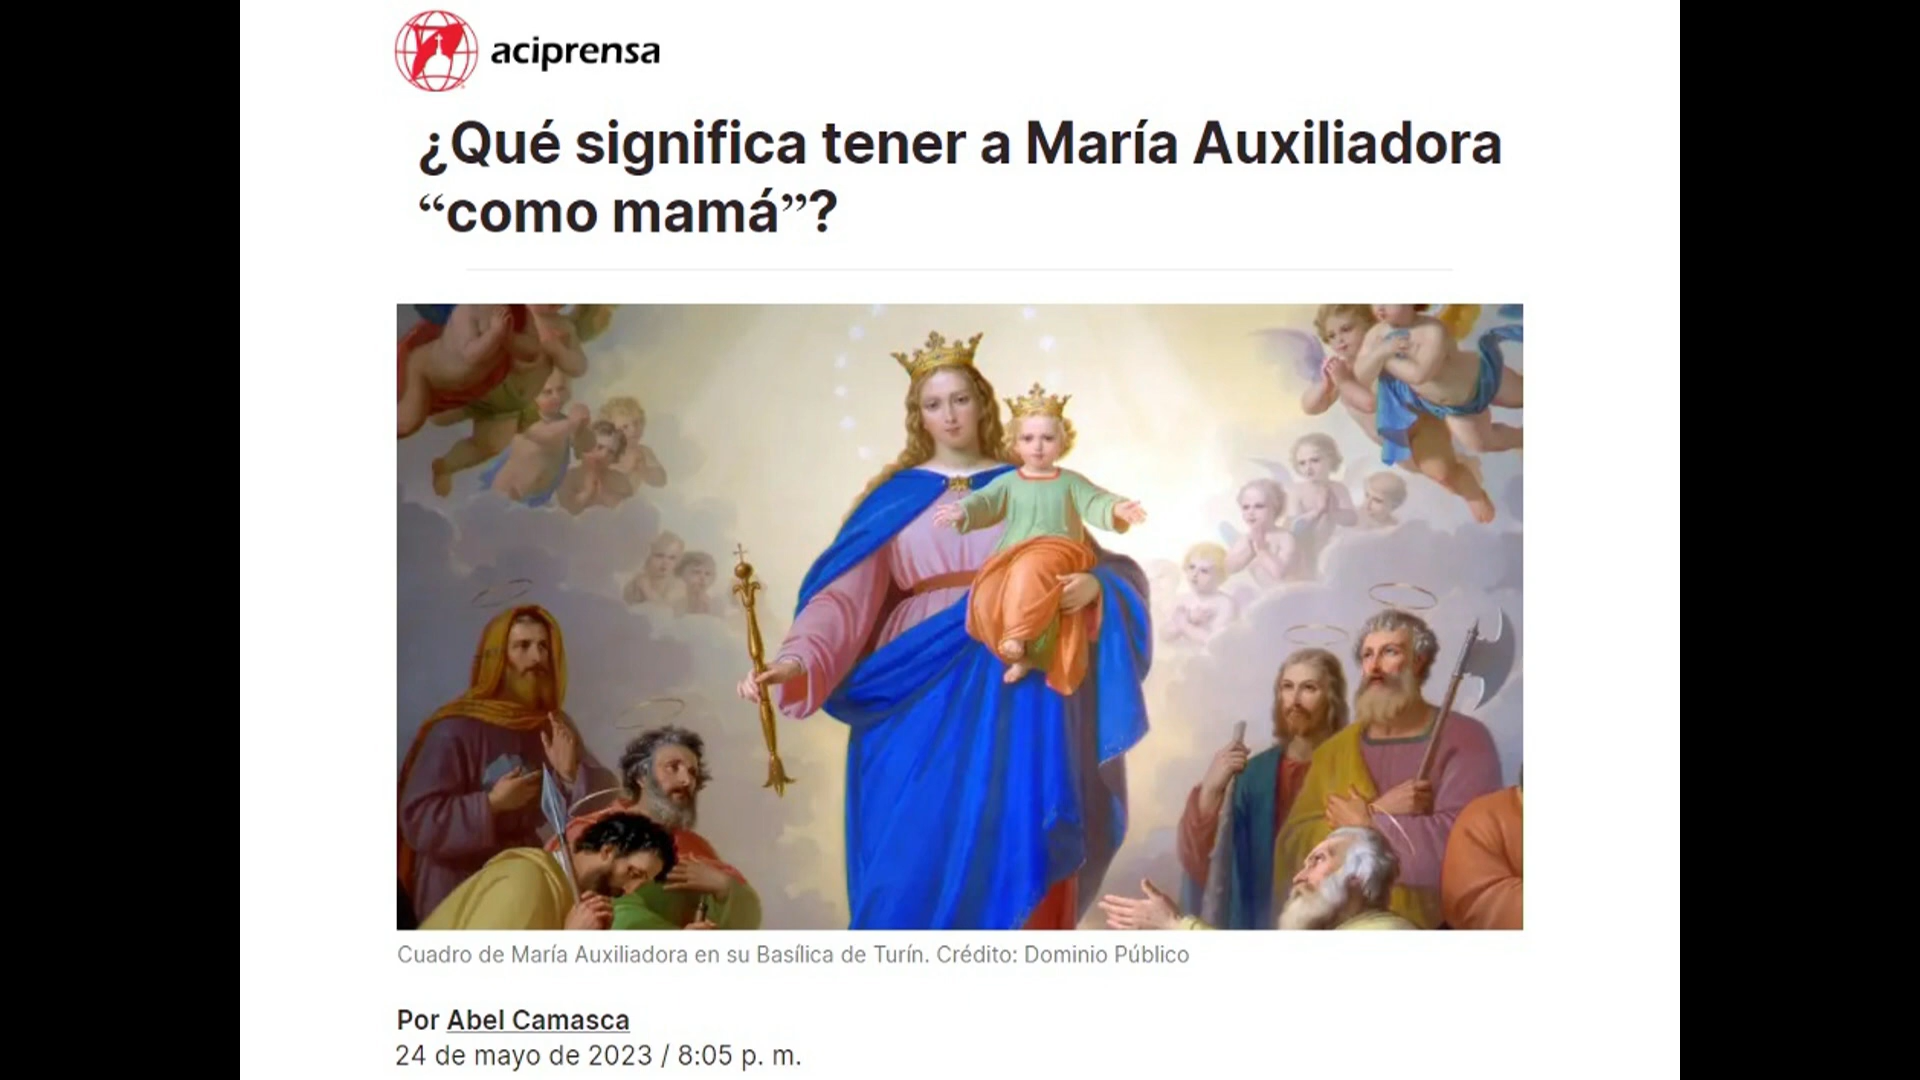 aciprensa
¿Qué significa tener a María Auxiliadora
“como mamá”?
Cuadro de María Auxiliadora en su Basílica de Turín. Crédito: Dominio Público
Por Abel Camasca
24 de mayo de 2023 / 8:05 p. m.